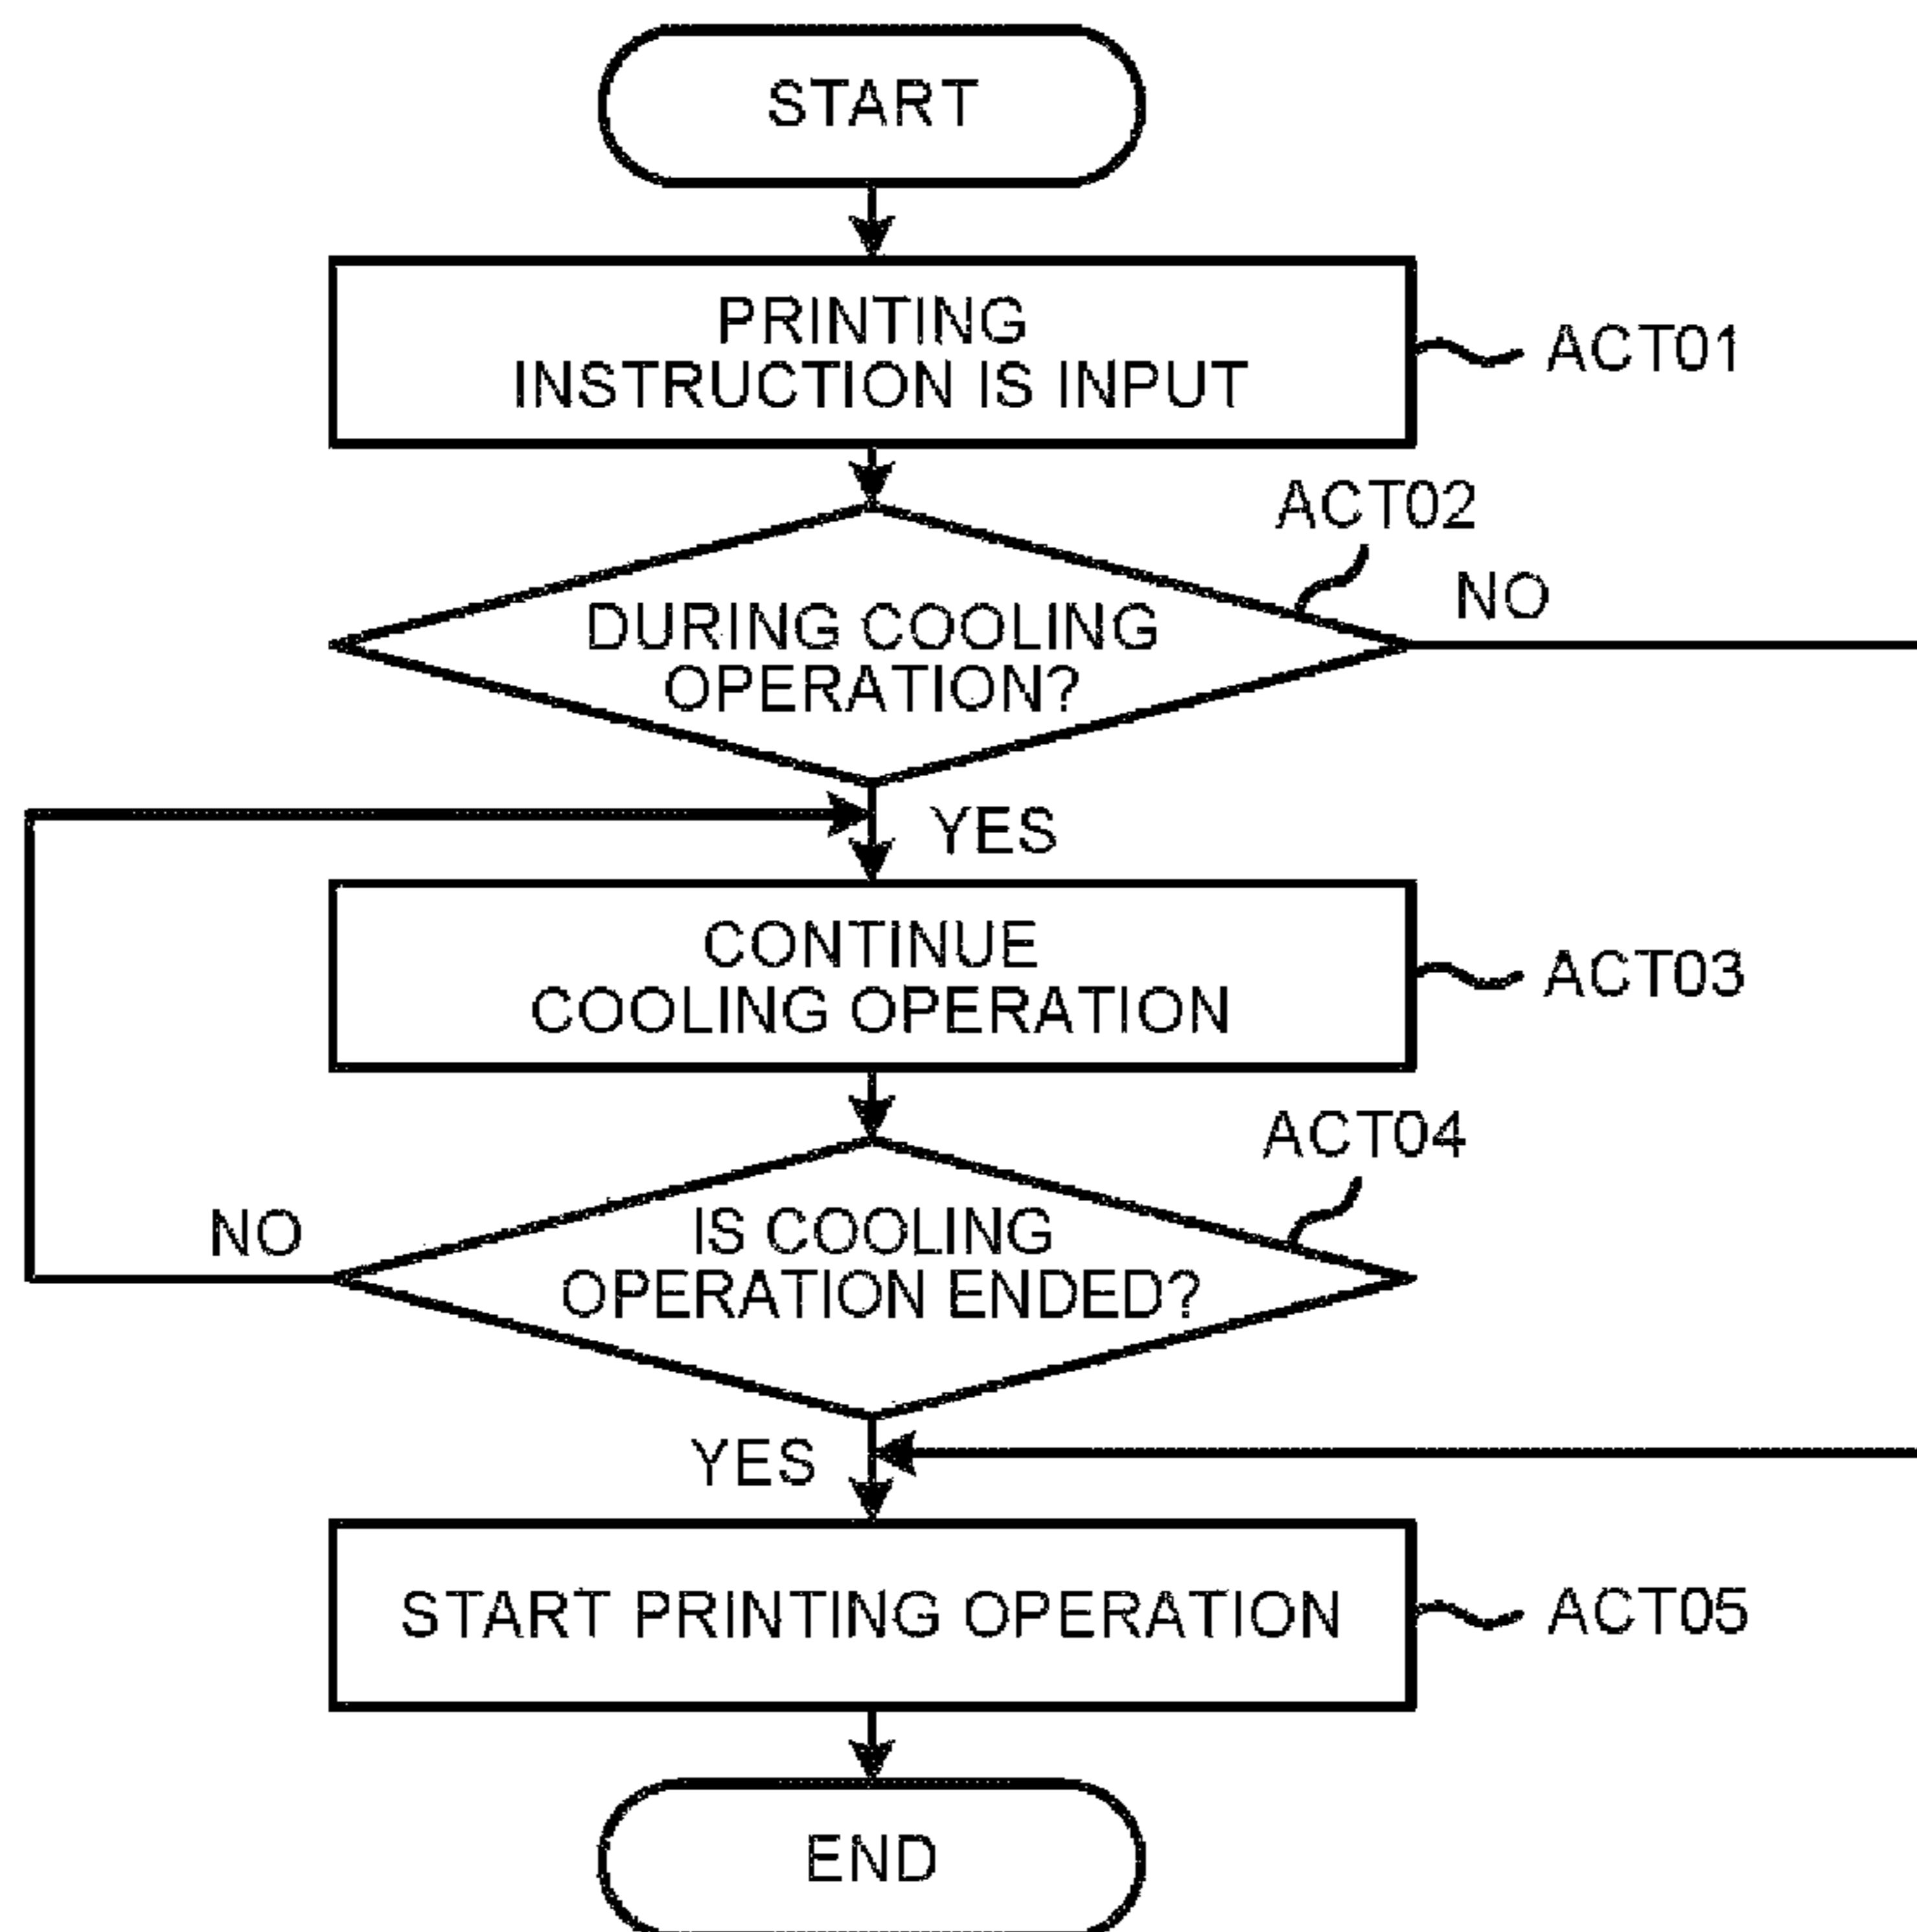 START
PRINTING
INSTRUCTION IS INPUT
ACT01
ACT02
NO
DURING COOLING
OPERATION?
YES
CONTINUE
COOLING OPERATION
ACT03
ACT04
NO
IS COOLING
OPERATION ENDED?
YES
START PRINTING OPERATION
ACT05
END